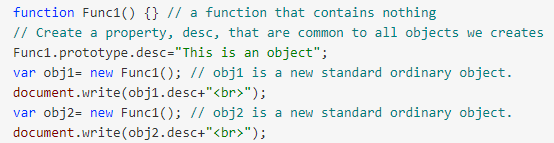 function Func1() {} // a function that contains nothing
// Create a property, desc, that are common to all objects we creates
Func1.prototype.desc="This is an object";
var obj1= new Func1(); // obj1 is a new standard ordinary object.
document.write(obj1.desc+"<br>");
var obj2= new Func1(); // obj2 is a new standard ordinary object.
document.write(obj2.desc+"<br>");